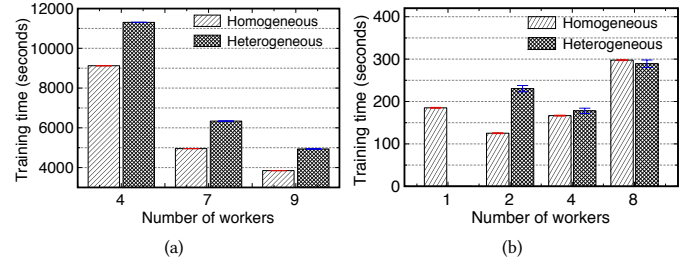 12000
10000
8000
6000
4000
Training time (seconds)
Homogeneous
Heterogeneous
4
7
9
Number of workers
(a)
400
300
200
100
0
Training time (seconds)
Homogeneous
Heterogeneous
1
2
4
8
Number of workers
(b)